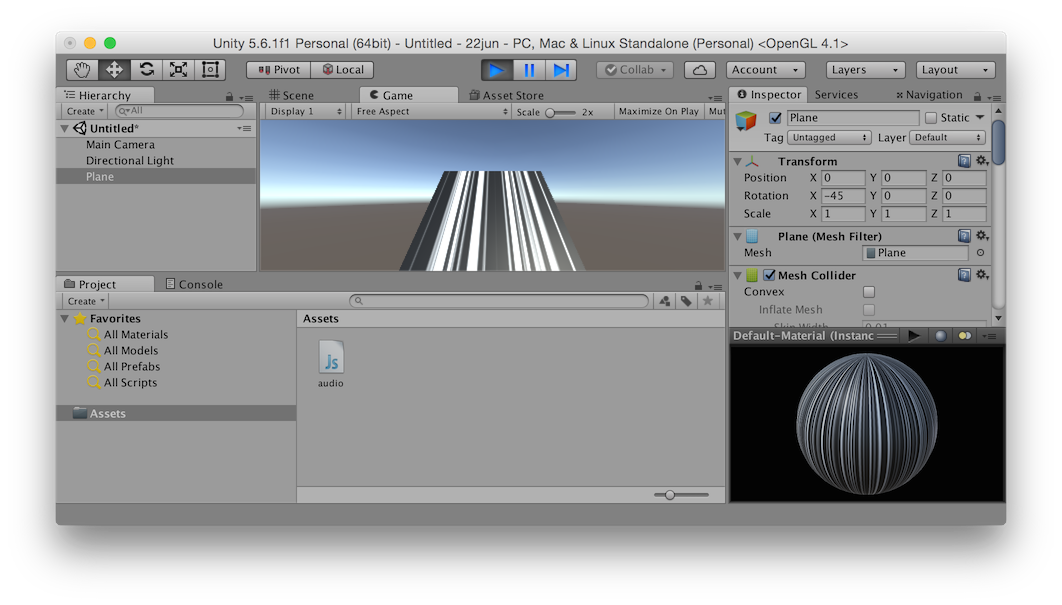 Unity 5.6.1f1 Personal (64bit) - Untitled - 22jun - PC, Mac & Linux Standalone (Personal) <OpenGL 4.1>
Pivot Local Collab Account Layers Layout
Hierarchy
Create All
Untitled*
Main Camera
Directional Light
Plane
Scene Game Asset Store
Display 1 Free Aspect Scale 2x Maximize On Play Mut
Inspector Services Navigation
Plane Static
Tag Untagged Layer Default
Transform
Position X 0 Y 0 Z 0
Rotation X -45 Y 0 Z 0
Scale X 1 Y 1 Z 1
Plane (Mesh Filter)
Mesh Plane
Mesh Collider
Convex
Inflate Mesh
Skin Width 0.01
Default-Material (Instanc
Project Console
Create
Favorites
All Materials
All Models
All Prefabs
All Scripts
Assets
Assets
Js
audio